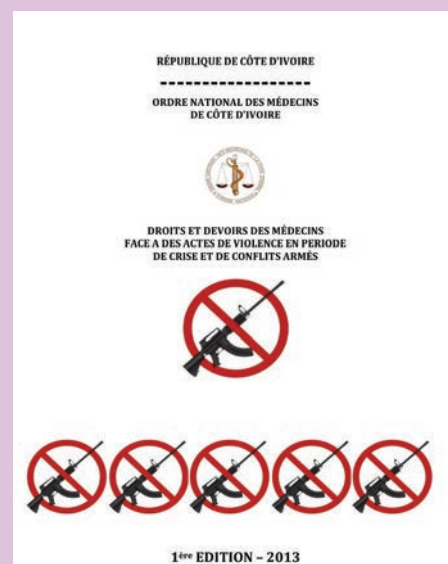 RÉPUBLIQUE DE CÔTE D'IVOIRE
------------------
ORDRE NATIONAL DES MÉDECINS
DE CÔTE D'IVOIRE
DROITS ET DEVOIRS DES MÉDECINS
FACE A DES ACTES DE VIOLENCE EN PERIODE
DE CRISE ET DE CONFLITS ARMÉS
1ère EDITION – 2013